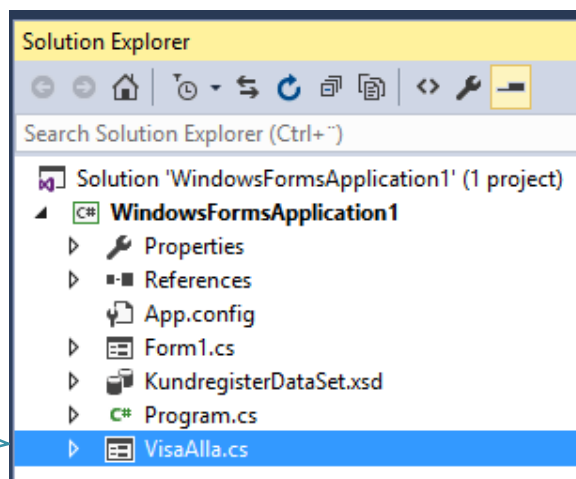 Solution Explorer
Search Solution Explorer (Ctrl+¨)
Solution 'WindowsFormsApplication1' (1 project)
C# WindowsFormsApplication1
Properties
References
App.config
Form1.cs
KundregisterDataSet.xsd
C# Program.cs
VisaAlla.cs